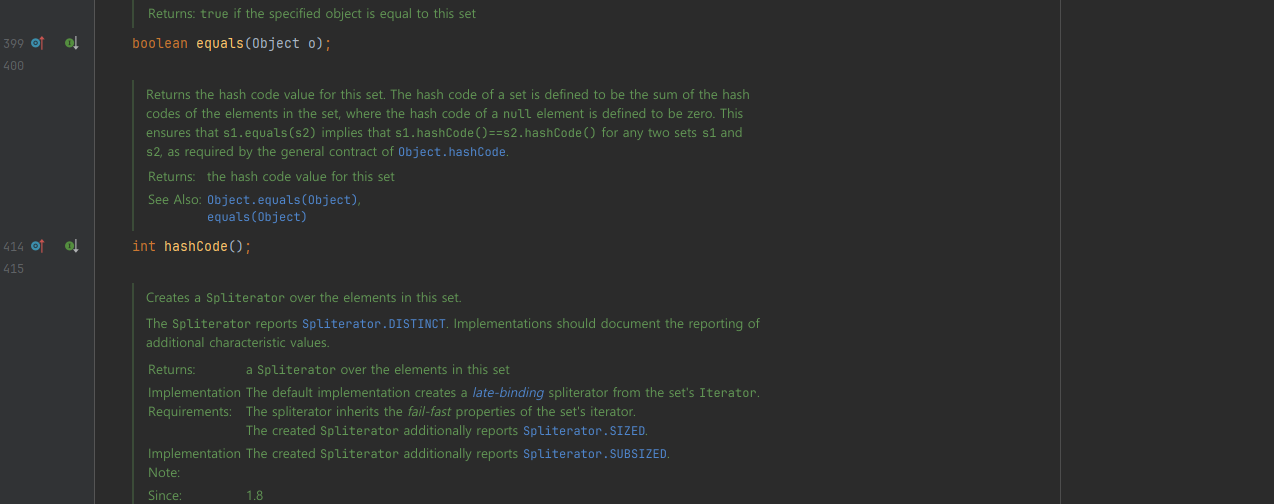 Returns: true if the specified object is equal to this set
399 boolean equals(Object o);
400
Returns the hash code value for this set. The hash code of a set is defined to be the sum of the hash
codes of the elements in the set, where the hash code of a null element is defined to be zero. This
ensures that s1.equals(s2) implies that s1.hashCode()==s2.hashCode() for any two sets s1 and
s2, as required by the general contract of Object.hashCode.
Returns: the hash code value for this set
See Also: Object.equals(Object),
equals(Object)
414 int hashCode();
415
Creates a Spliterator over the elements in this set.
The Spliterator reports Spliterator.DISTINCT. Implementations should document the reporting of
additional characteristic values.
Returns: a Spliterator over the elements in this set
Implementation The default implementation creates a late-binding spliterator from the set's Iterator.
Requirements: The spliterator inherits the fail-fast properties of the set's iterator.
The created Spliterator additionally reports Spliterator.SIZED.
Implementation The created Spliterator additionally reports Spliterator.SUBSIZED.
Note:
Since: 1.8